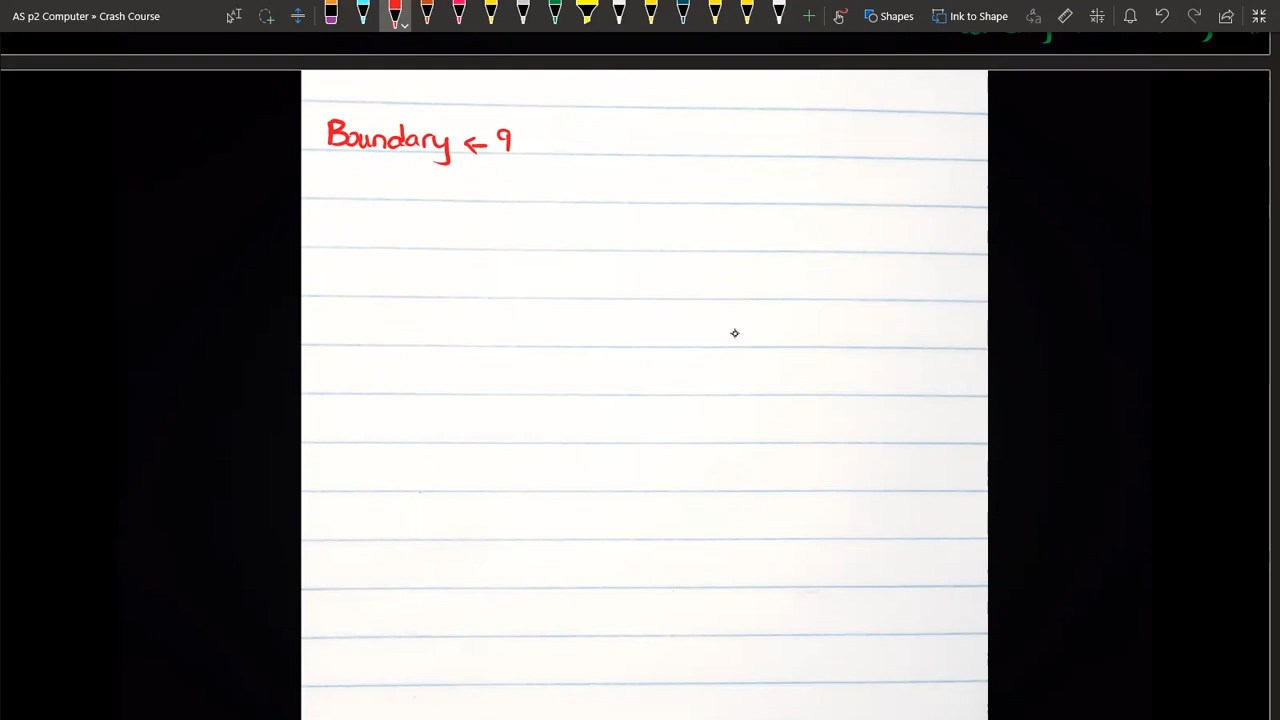 AS p2 Computer » Crash Course
Shapes
Ink to Shape
Boundary ← 9